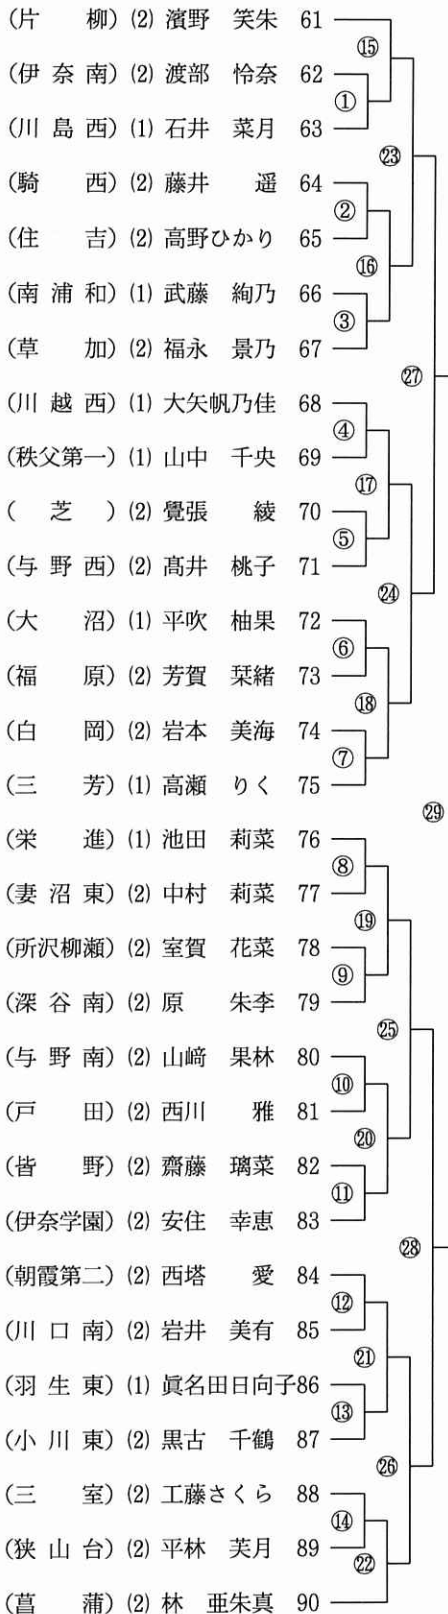 (片柳) (2) 濱野 笑朱 61
⑮
(伊奈南) (2) 渡部 怜奈 62
①
(川島西) (1) 石井 菜月 63
㉓
(騎西) (2) 藤井 遥 64
②
(住吉) (2) 高野ひかり 65
⑯
(南浦和) (1) 武藤 絢乃 66
③
(草加) (2) 福永 景乃 67
㉗
(川越西) (1) 大矢帆乃佳 68
④
(秩父第一) (1) 山中 千央 69
⑰
(芝) (2) 覺張 綾 70
⑤
(与野西) (2) 髙井 桃子 71
㉔
(大沼) (1) 平吹 柚果 72
⑥
(福原) (2) 芳賀 栞緒 73
⑱
(白岡) (2) 岩本 美海 74
⑦
(三芳) (1) 高瀬 りく 75
㉙
(栄進) (1) 池田 莉菜 76
⑧
(妻沼東) (2) 中村 莉菜 77
⑲
(所沢柳瀬) (2) 室賀 花菜 78
⑨
(深谷南) (2) 原 朱李 79
㉕
(与野南) (2) 山﨑 果林 80
⑩
(戸田) (2) 西川 雅 81
⑳
(皆野) (2) 齋藤 璃菜 82
⑪
(伊奈学園) (2) 安住 幸恵 83
㉘
(朝霞第二) (2) 西塔 愛 84
⑫
(川口南) (2) 岩井 美有 85
㉑
(羽生東) (1) 眞名田日向子 86
⑬
(小川東) (2) 黒古 千鶴 87
㉖
(三室) (2) 工藤さくら 88
⑭
(狭山台) (2) 平林 芙月 89
㉒
(菖蒲) (2) 林 亜朱真 90